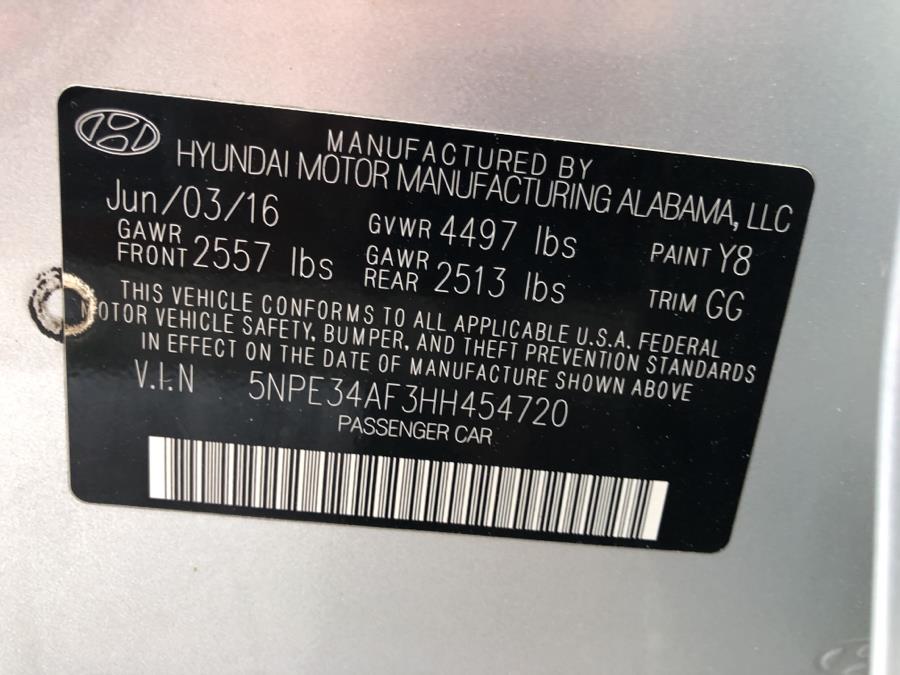 MANUFACTURED BY
HYUNDAI MOTOR MANUFACTURING ALABAMA, LLC
Jun/03/16 GVWR 4497 lbs PAINT Y8
GAWR FRONT 2557 lbs GAWR REAR 2513 lbs TRIM GG
THIS VEHICLE CONFORMS TO ALL APPLICABLE U.S.A. FEDERAL
MOTOR VEHICLE SAFETY, BUMPER, AND THEFT PREVENTION STANDARDS
IN EFFECT ON THE DATE OF MANUFACTURE SHOWN ABOVE
V.I.N 5NPE34AF3HH454720
PASSENGER CAR